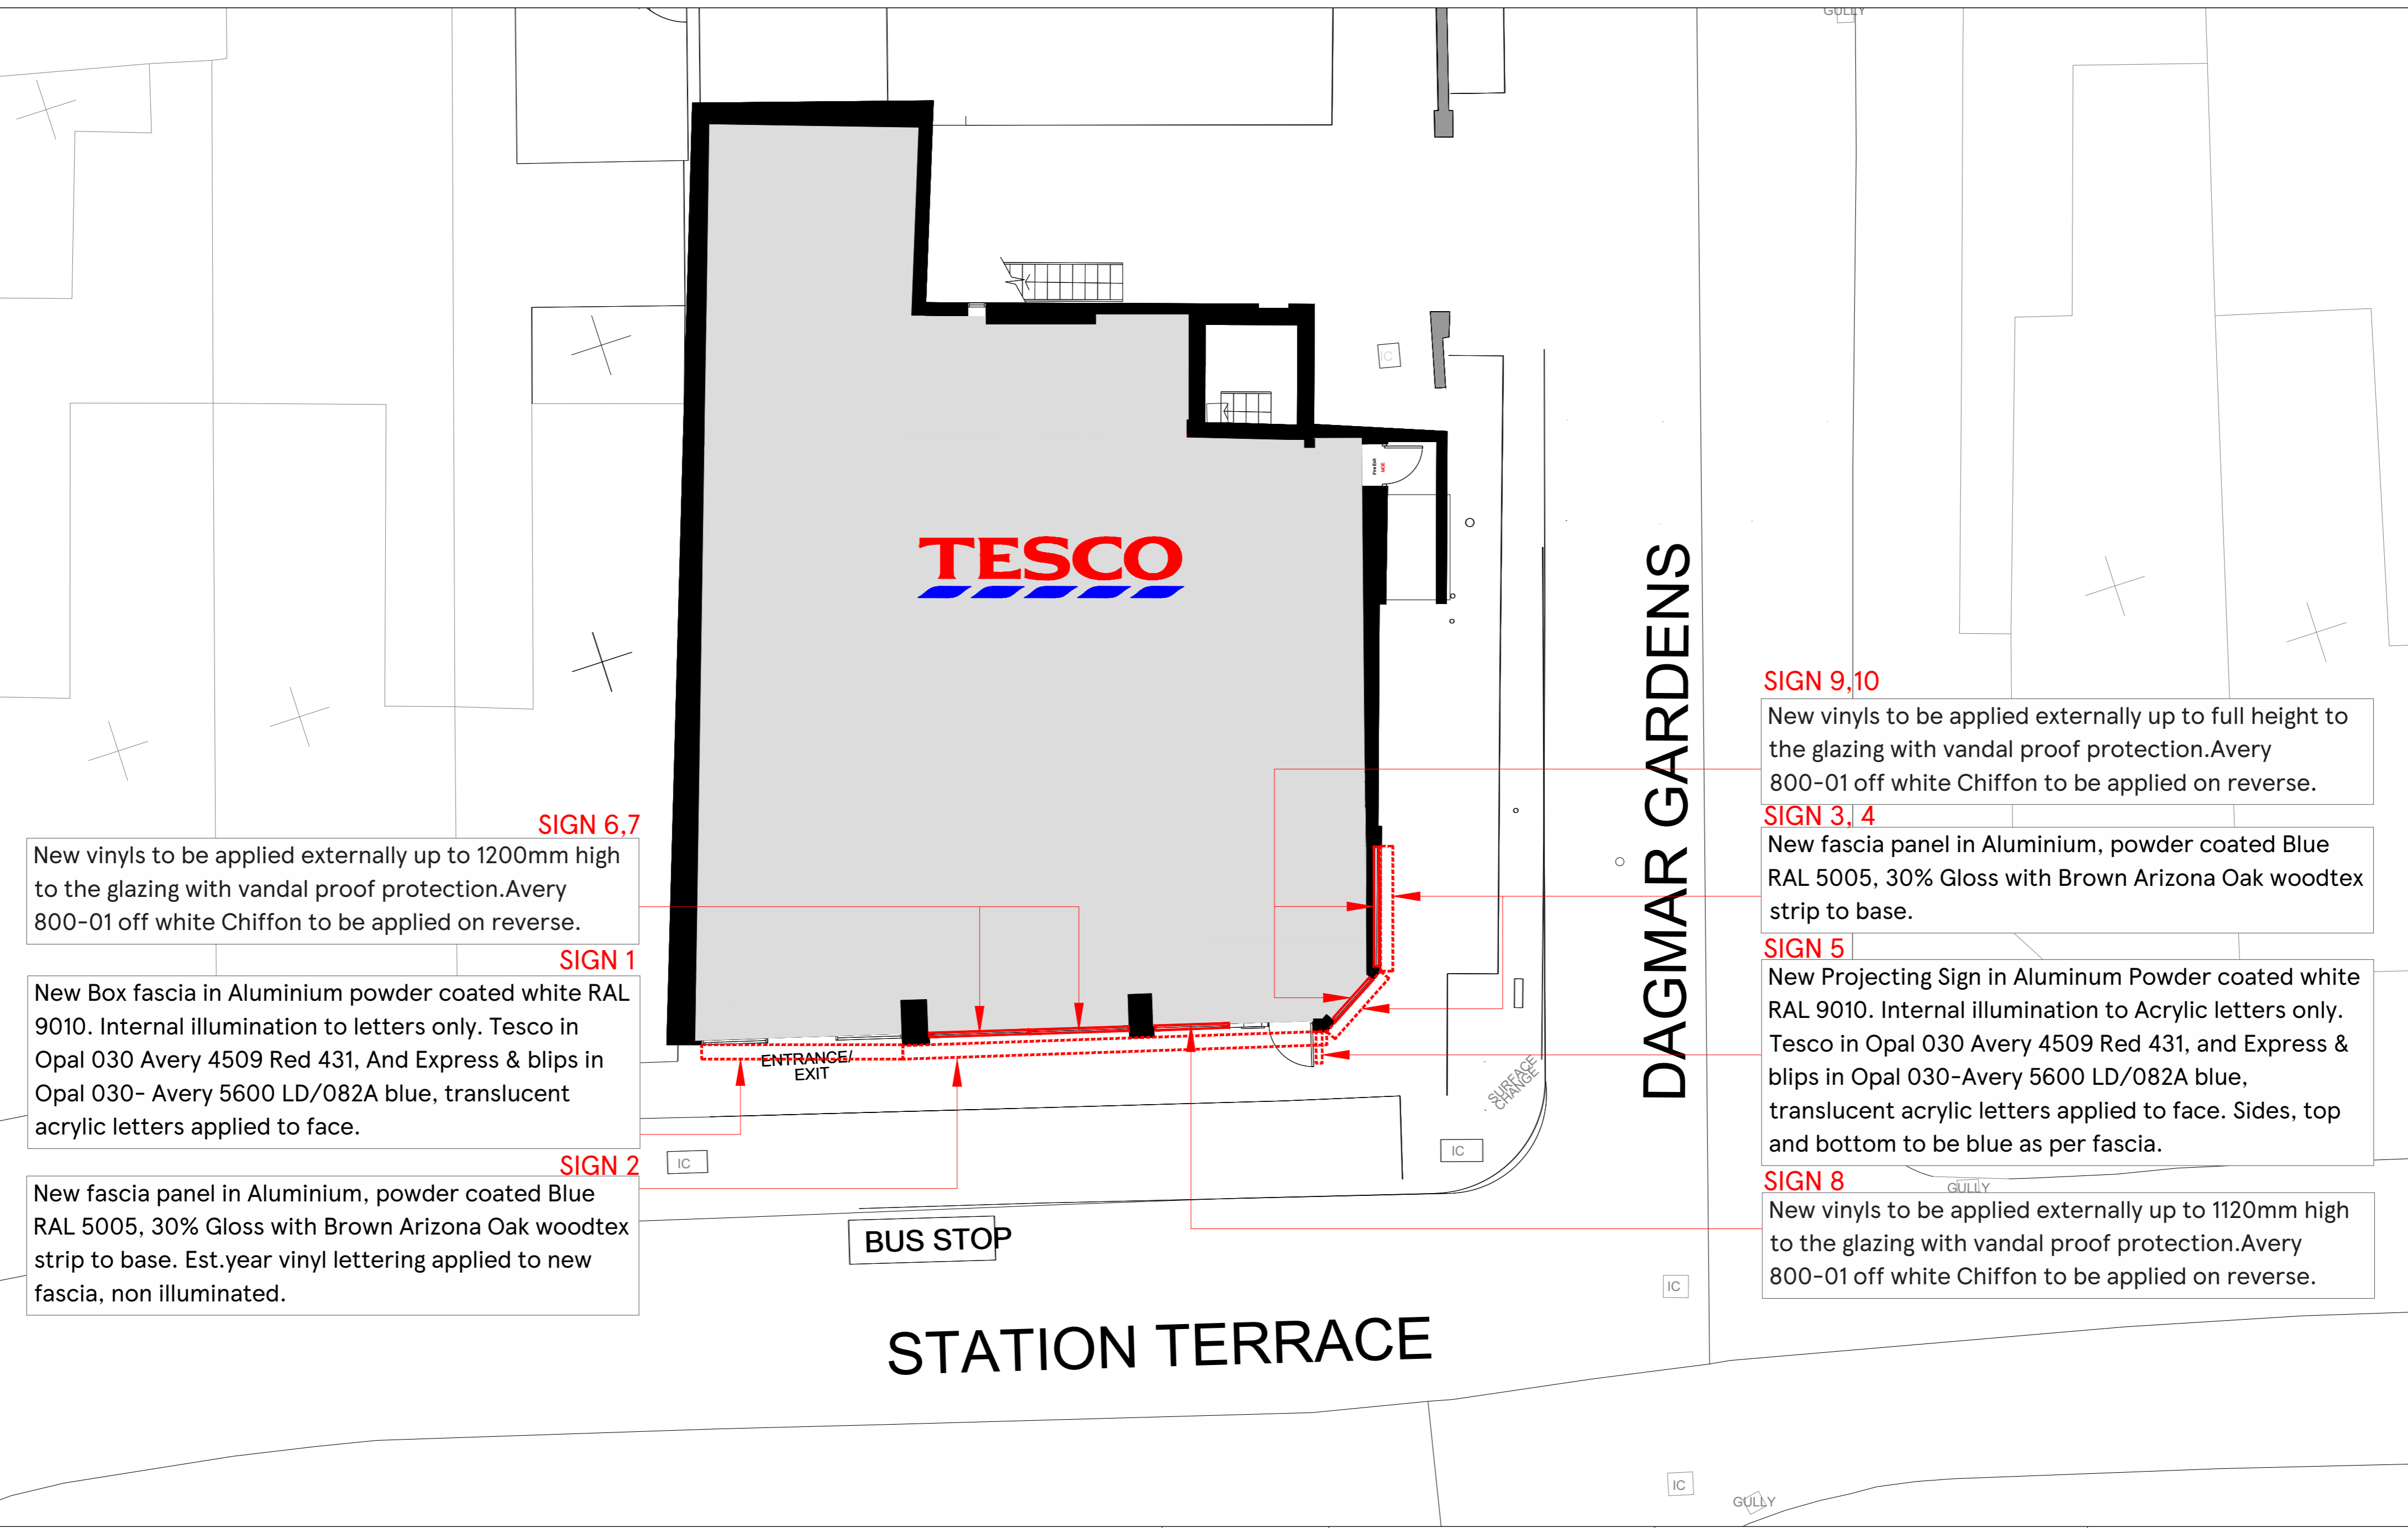 GULLY
IC
Fire Exit
MOE
TESCO
DAGMAR GARDENS
SIGN 9,10
New vinyls to be applied externally up to full height to
the glazing with vandal proof protection.Avery
800-01 off white Chiffon to be applied on reverse.
SIGN 3, 4
New fascia panel in Aluminium, powder coated Blue
RAL 5005, 30% Gloss with Brown Arizona Oak woodtex
strip to base.
SIGN 5
New Projecting Sign in Aluminum Powder coated white
RAL 9010. Internal illumination to Acrylic letters only.
Tesco in Opal 030 Avery 4509 Red 431, and Express &
blips in Opal 030-Avery 5600 LD/082A blue,
translucent acrylic letters applied to face. Sides, top
and bottom to be blue as per fascia.
SIGN 8
New vinyls to be applied externally up to 1120mm high
to the glazing with vandal proof protection.Avery
800-01 off white Chiffon to be applied on reverse.
SIGN 6,7
New vinyls to be applied externally up to 1200mm high
to the glazing with vandal proof protection.Avery
800-01 off white Chiffon to be applied on reverse.
SIGN 1
New Box fascia in Aluminium powder coated white RAL
9010. Internal illumination to letters only. Tesco in
Opal 030 Avery 4509 Red 431, And Express & blips in
Opal 030- Avery 5600 LD/082A blue, translucent
acrylic letters applied to face.
SIGN 2
New fascia panel in Aluminium, powder coated Blue
RAL 5005, 30% Gloss with Brown Arizona Oak woodtex
strip to base. Est.year vinyl lettering applied to new
fascia, non illuminated.
ENTRANCE/
EXIT
SURFACE
CHANGE
IC
IC
GULLY
BUS STOP
IC
STATION TERRACE
IC
GULLY